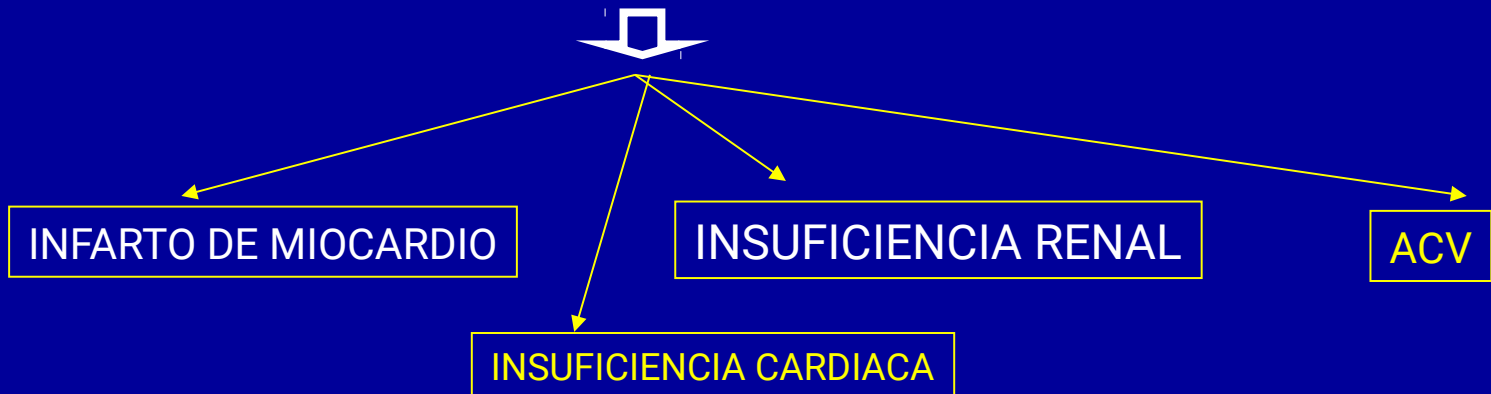 INFARTO DE MIOCARDIO
INSUFICIENCIA RENAL
ACV
INSUFICIENCIA CARDIACA